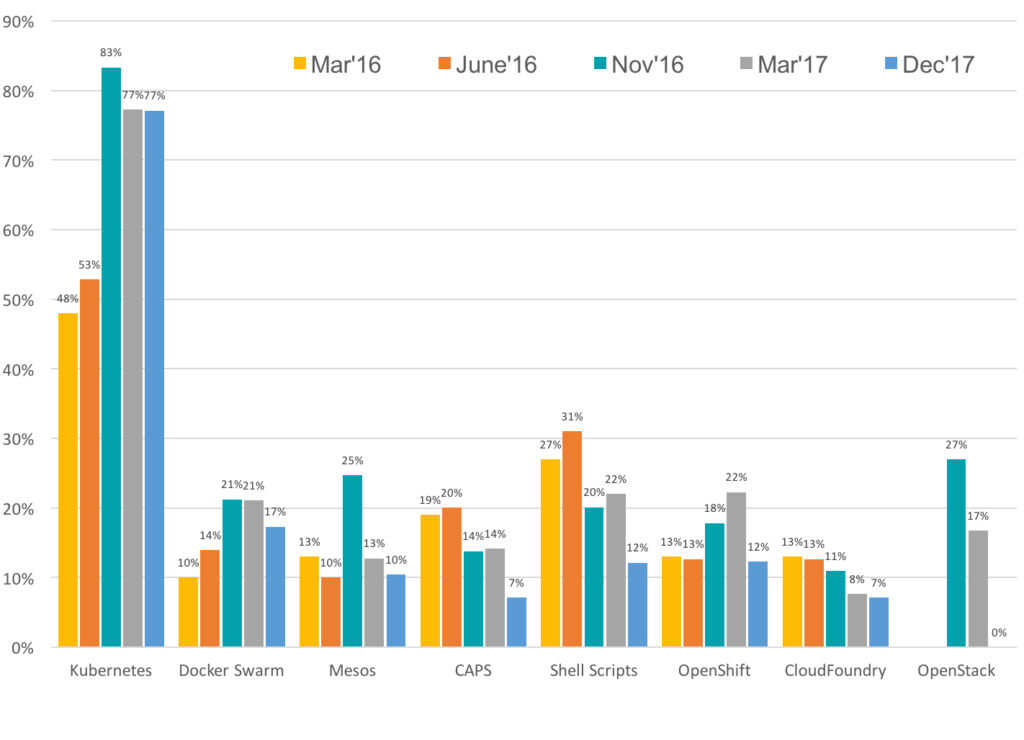 90%
80%
70%
60%
50%
40%
30%
20%
10%
0%
Mar'16 June'16 Nov'16 Mar'17 Dec'17
48% 53% 83% 77% 77%
10% 14% 21% 21% 17%
13% 10% 25% 13% 10%
19% 20% 14% 14% 7%
27% 31% 20% 22% 12%
13% 13% 18% 22% 12%
13% 13% 11% 8% 7%
27% 17% 0%
Kubernetes Docker Swarm Mesos CAPS Shell Scripts OpenShift CloudFoundry OpenStack